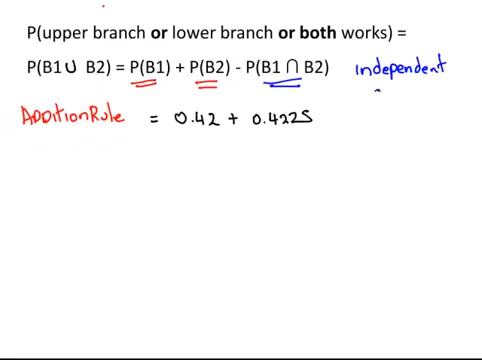 P(upper branch or lower branch or both works) =
P(B1 ∪ B2) = P(B1) + P(B2) - P(B1 ∩ B2) independent
Addition Rule = 0.42 + 0.4225